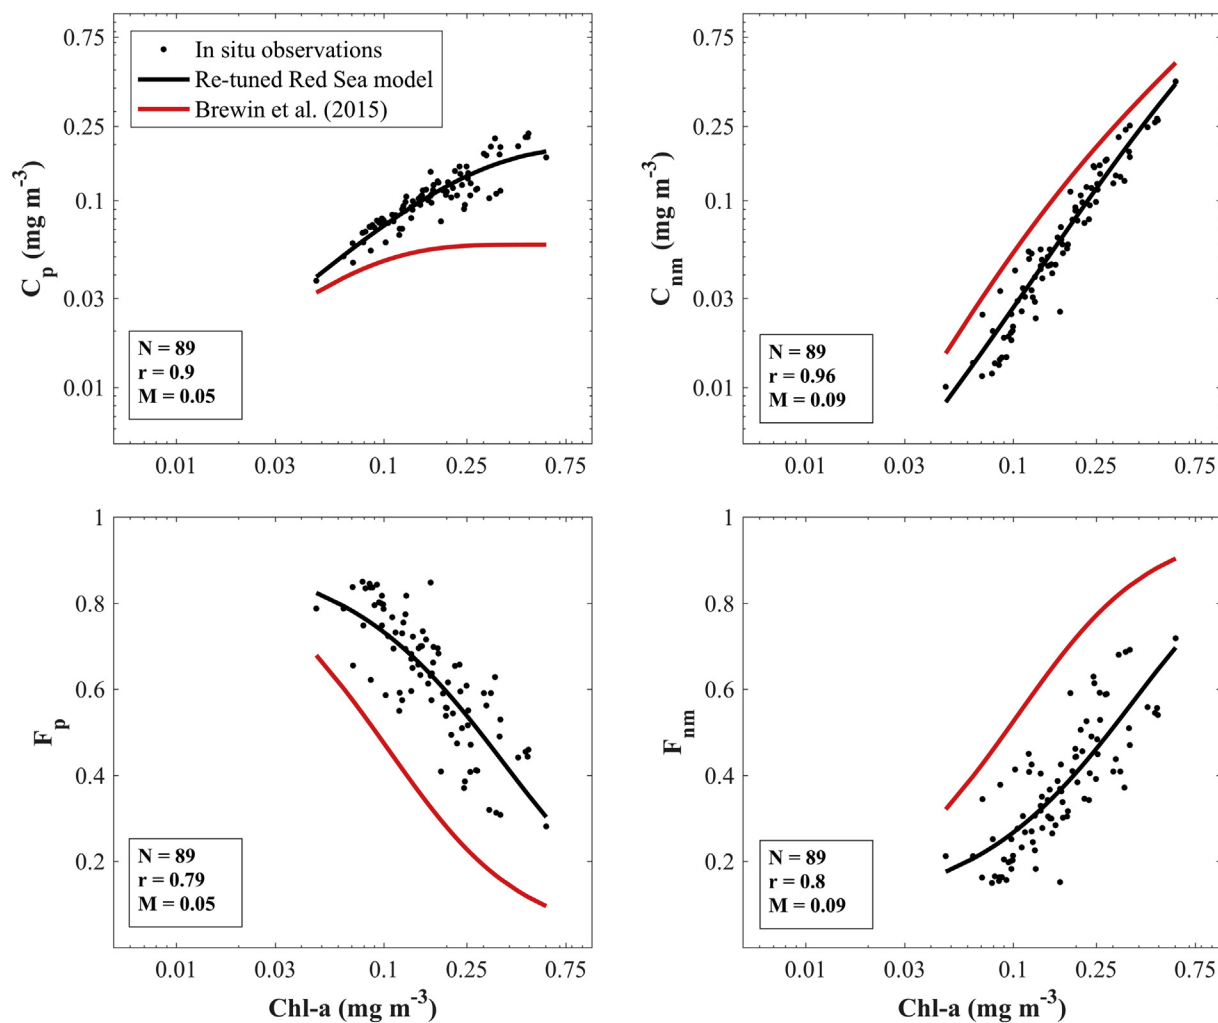 In situ observations
Re-tuned Red Sea model
Brewin et al. (2015)
0.75
0.25
0.1
0.03
0.01
C_p (mg m^-3)
N = 89
r = 0.9
M = 0.05
0.01 0.03 0.1 0.25 0.75
0.75
0.25
0.1
0.03
0.01
C_nm (mg m^-3)
N = 89
r = 0.96
M = 0.09
0.01 0.03 0.1 0.25 0.75
1
0.8
0.6
0.4
0.2
F_p
N = 89
r = 0.79
M = 0.05
0.01 0.03 0.1 0.25 0.75
Chl-a (mg m^-3)
1
0.8
0.6
0.4
0.2
F_nm
N = 89
r = 0.8
M = 0.09
0.01 0.03 0.1 0.25 0.75
Chl-a (mg m^-3)